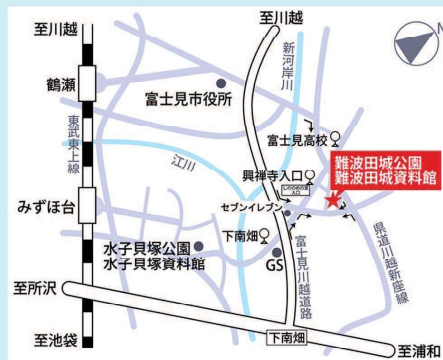 至川越
至川越
N
鶴瀬
東武東上線
富士見市役所
新河岸川
富士見高校
江川
興禅寺入口
難波田城公園
難波田城資料館
みずほ台
セブンイレブン
下南畑
水子貝塚公園
水子貝塚資料館
GS
富士見川越道路
県道川越新座線
至所沢
至池袋
下南畑
至浦和